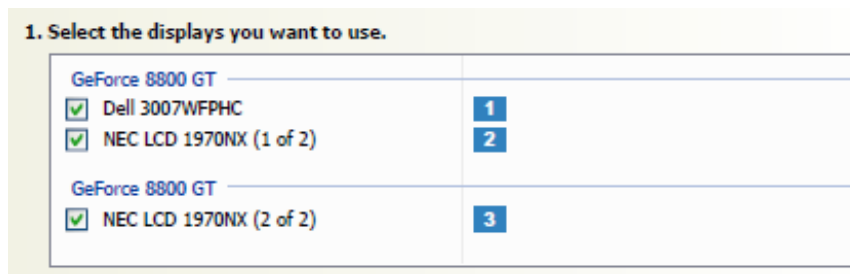 1. Select the displays you want to use.
GeForce 8800 GT
Dell 3007WFPHC 1
NEC LCD 1970NX (1 of 2) 2
GeForce 8800 GT
NEC LCD 1970NX (2 of 2) 3